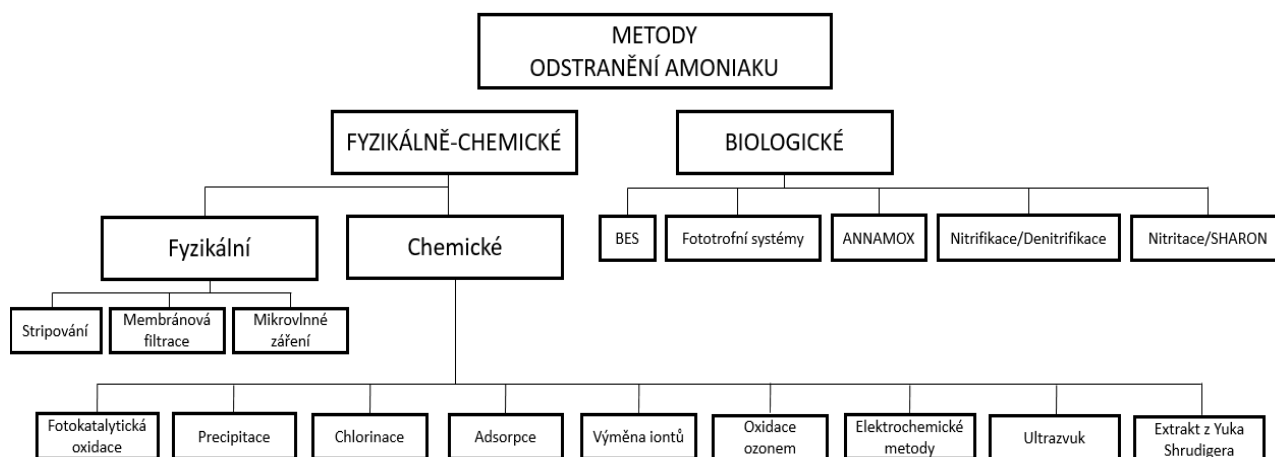 METODY
ODSTRANĚNÍ AMONIAKU
FYZIKÁLNĚ-CHEMICKÉ
BIOLOGICKÉ
Fyzikální
Chemické
BES
Fototrofní systémy
ANNAMOX
Nitrifikace/Denitrifikace
Nitritace/SHARON
Stripování
Membránová
filtrace
Mikrovlnné
záření
Fotokatalytická
oxidace
Precipitace
Chlorinace
Adsorpce
Výměna iontů
Oxidace
ozonem
Elektrochemické
metody
Ultrazvuk
Extrakt z Yuka
Shrudigera